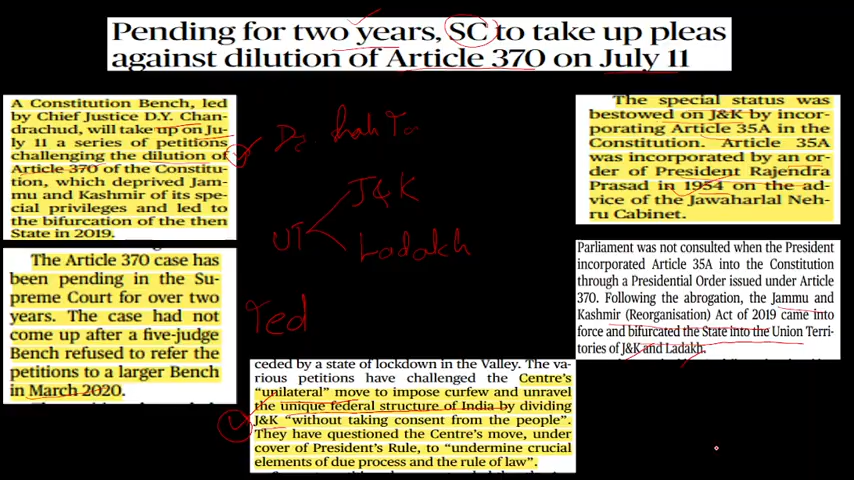 Pending for two years, SC to take up pleas
against dilution of Article 370 on July 11
A Constitution Bench, led
by Chief Justice D.Y. Chan-
drachud, will take up on Ju-
ly 11 a series of petitions
challenging the dilution of
Article 370 of the Constitu-
tion, which deprived Jam-
mu and Kashmir of its spe-
cial privileges and led to
the bifurcation of the then
State in 2019.
The Article 370 case has
been pending in the Su-
preme Court for over two
years. The case had not
come up after a five-judge
Bench refused to refer the
petitions to a larger Bench
in March 2020.
UT
J&K
Ladakh
ceded by a state of lockdown in the Valley. The va-
rious petitions have challenged the Centre's
"unilateral" move to impose curfew and unravel
the unique federal structure of India by dividing
J&K "without taking consent from the people".
They have questioned the Centre's move, under
cover of President's Rule, to "undermine crucial
elements of due process and the rule of law".
The special status was
bestowed on J&K by incor-
porating Article 35A in the
Constitution. Article 35A
was incorporated by an or-
der of President Rajendra
Prasad in 1954 on the ad-
vice of the Jawaharlal Neh-
ru Cabinet.
Parliament was not consulted when the President
incorporated Article 35A into the Constitution
through a Presidential Order issued under Article
370. Following the abrogation, the Jammu and
Kashmir (Reorganisation) Act of 2019 came into
force and bifurcated the State into the Union Terri-
tories of J&K and Ladakh.